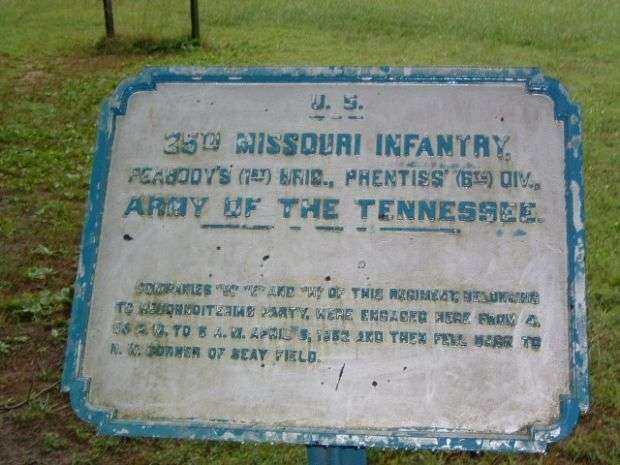 U. S.
25TH MISSOURI INFANTRY,
PEABODY'S (1ST) BRIG., PRENTISS' (6TH) DIV.,
ARMY OF THE TENNESSEE.
COMPANIES "B" "E" AND "H" OF THIS REGIMENT, BELONGING
TO RECONNOITERING PARTY, WERE ENGAGED HERE FROM 4.
55 A. M. TO 6 A. M. APRIL 6, 1862 AND THEN FELL BACK TO
N. W. CORNER OF SEAY FIELD.